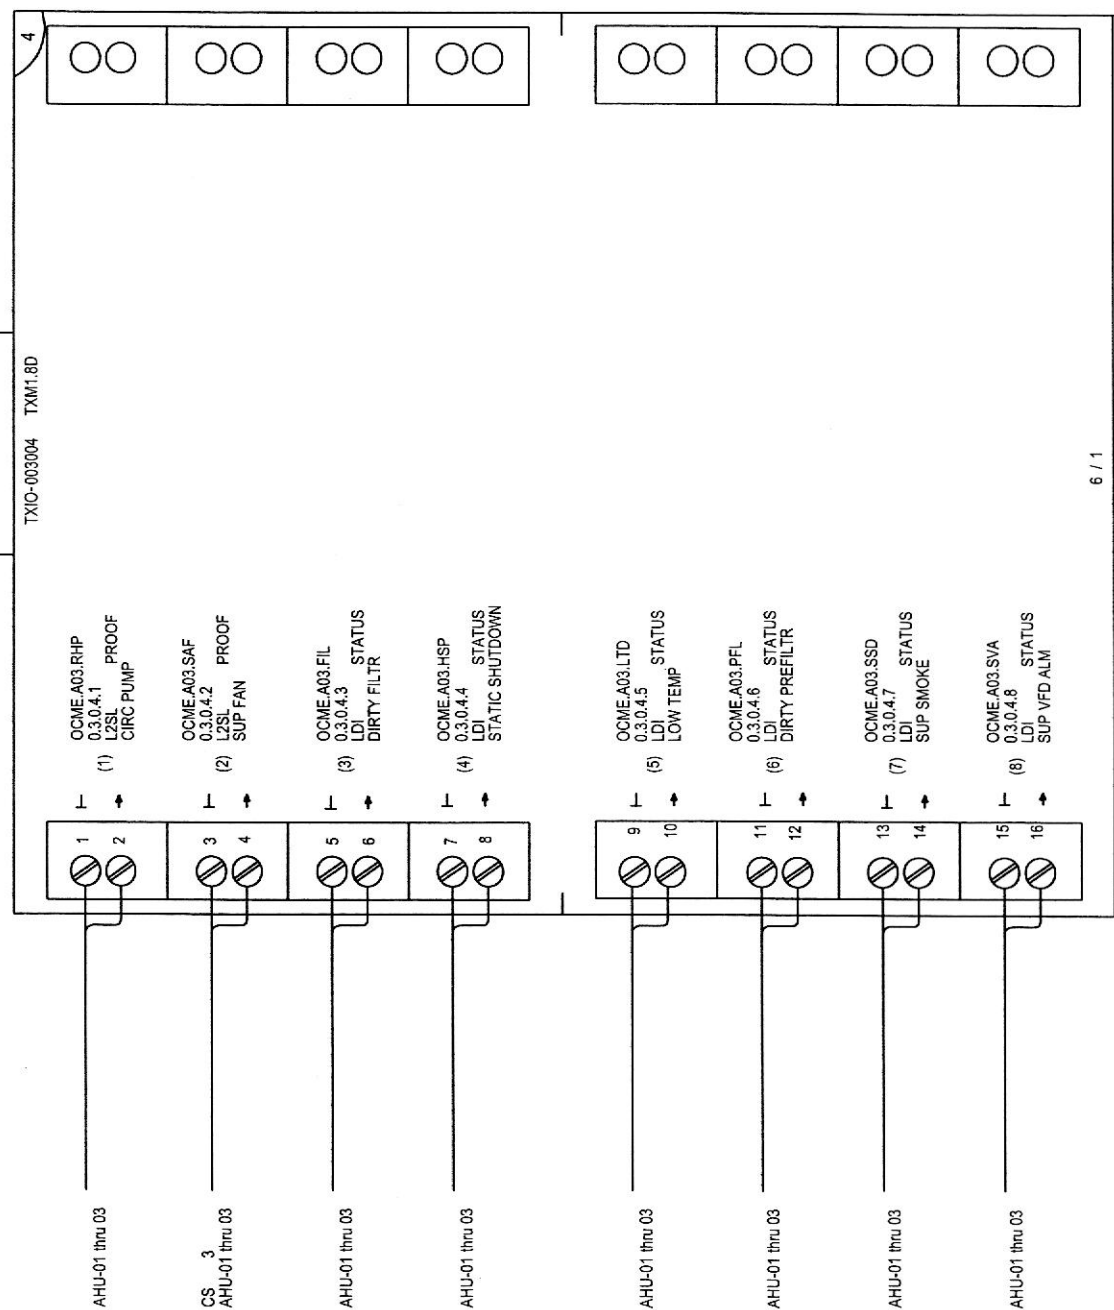 4
TXIO-003004 TXM1.8D
OCME.A03.RHP
0.3.0.4.1
(1) L2SL PROOF
CIRC PUMP
1
2
AHU-01 thru 03
OCME.A03.SAF
0.3.0.4.2
(2) L2SL PROOF
SUP FAN
3
4
CS 3
AHU-01 thru 03
OCME.A03.FIL
0.3.0.4.3
(3) LDI STATUS
DIRTY FILTR
5
6
AHU-01 thru 03
OCME.A03.HSP
0.3.0.4.4
(4) LDI STATUS
STATIC SHUTDOWN
7
8
AHU-01 thru 03
OCME.A03.LTD
0.3.0.4.5
(5) LDI STATUS
LOW TEMP
9
10
AHU-01 thru 03
OCME.A03.PFL
0.3.0.4.6
(6) LDI STATUS
DIRTY PREFILTR
11
12
AHU-01 thru 03
OCME.A03.SSD
0.3.0.4.7
(7) LDI STATUS
SUP SMOKE
13
14
AHU-01 thru 03
OCME.A03.SVA
0.3.0.4.8
(8) LDI STATUS
SUP VFD ALM
15
16
AHU-01 thru 03
6 / 1